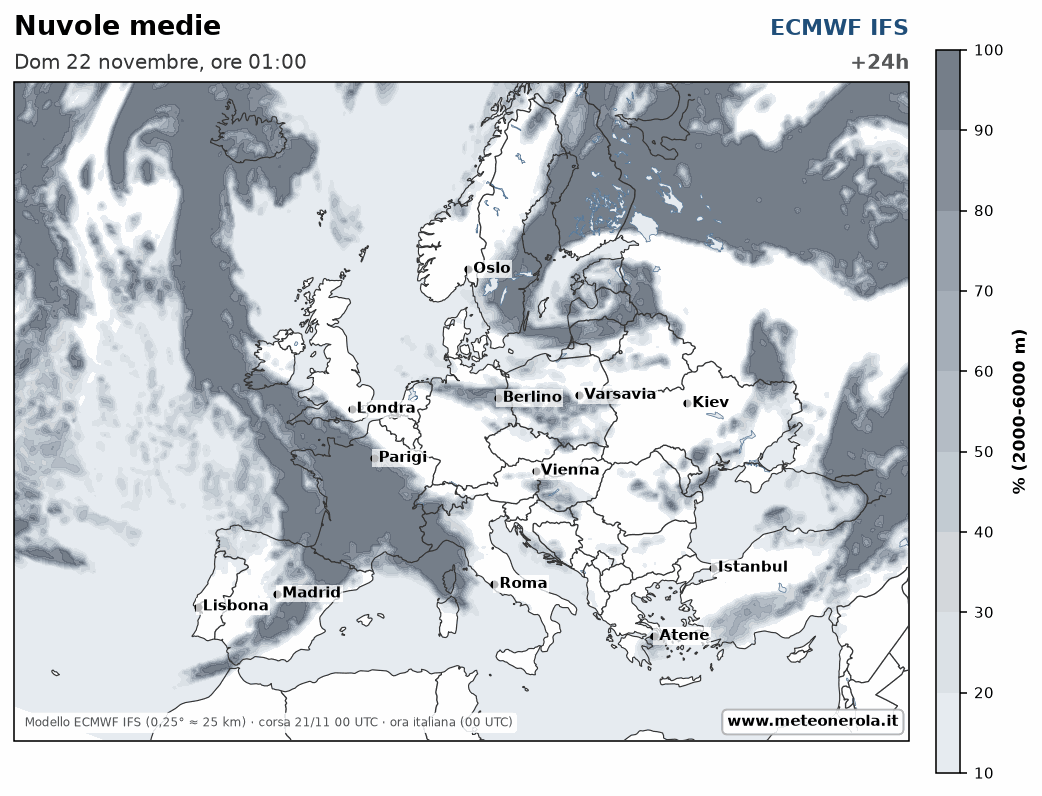 Nuvole medie
ECMWF IFS
Dom 22 novembre, ore 01:00
+24h
100
90
80
70
60
50
40
30
20
10
% (2000-6000 m)
Oslo
Londra
Berlino
Varsavia
Kiev
Parigi
Vienna
Istanbul
Roma
Madrid
Lisbona
Atene
Modello ECMWF IFS (0,25° ≈ 25 km) · corsa 21/11 00 UTC · ora italiana (00 UTC)
www.meteonerola.it